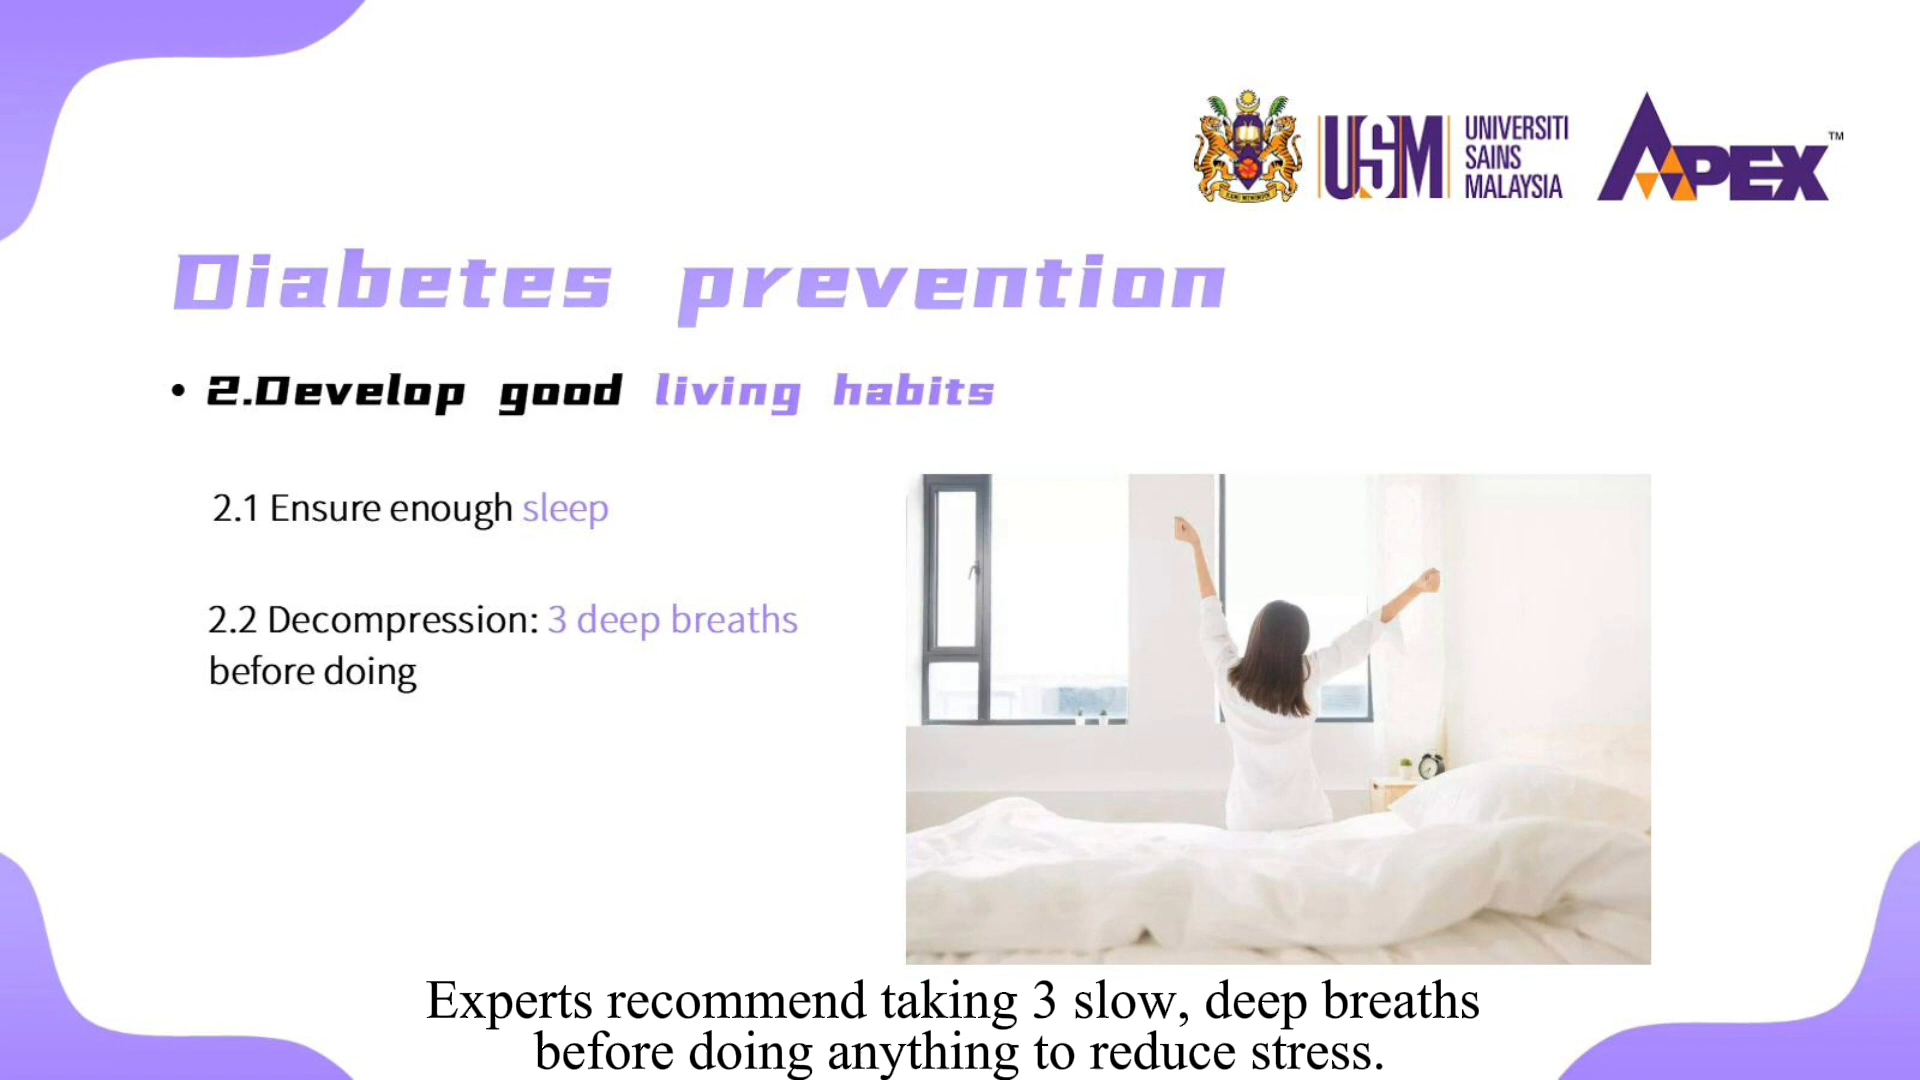 USM
UNIVERSITI
SAINS
MALAYSIA
APEX™
Diabetes prevention
• 2.Develop good living habits
2.1 Ensure enough sleep
2.2 Decompression: 3 deep breaths
before doing
Experts recommend taking 3 slow, deep breaths
before doing anything to reduce stress.